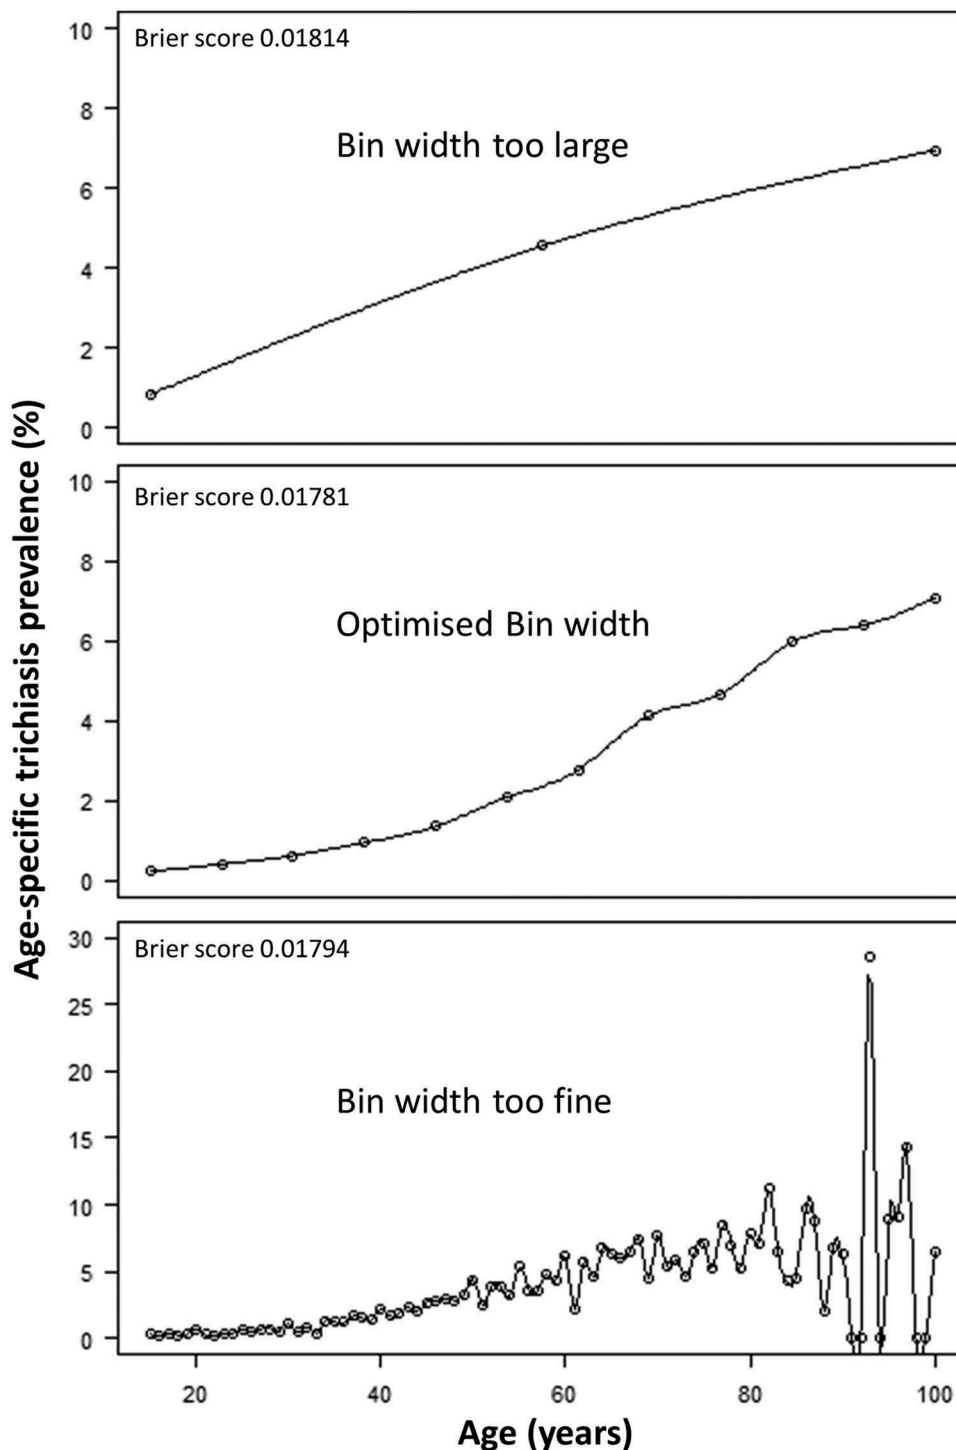 Age-specific trichiasis prevalence (%)
10
8
6
4
2
0
Brier score 0.01814
Bin width too large
10
8
6
4
2
0
Brier score 0.01781
Optimised Bin width
30
25
20
15
10
5
0
Brier score 0.01794
Bin width too fine
20 40 60 80 100
Age (years)